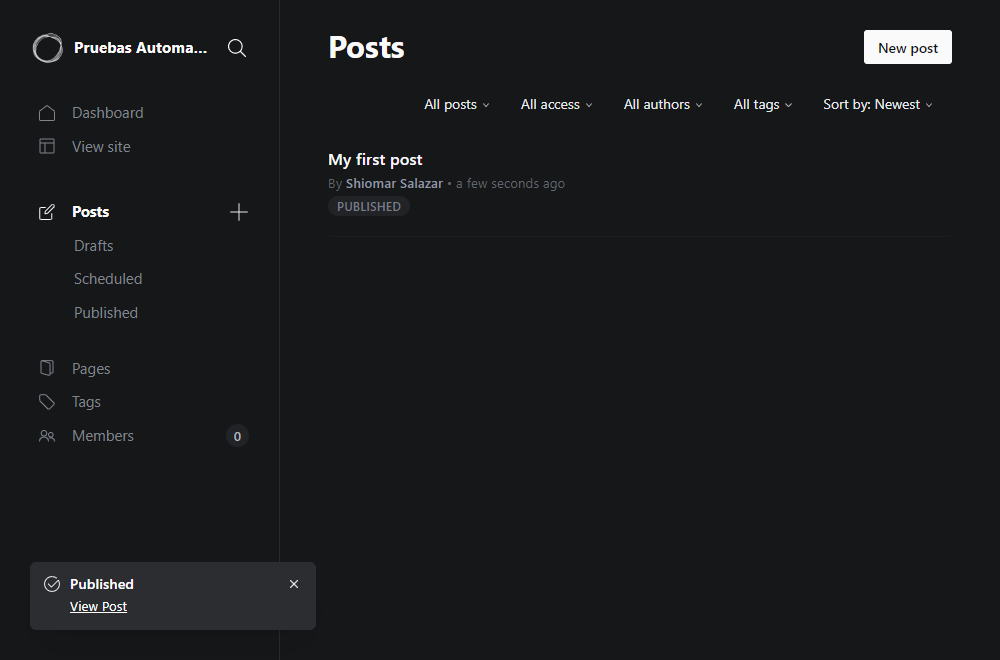 Pruebas Automa...
Dashboard
View site
Posts
Drafts
Scheduled
Published
Pages
Tags
Members 0
Posts
New post
All posts All access All authors All tags Sort by: Newest
My first post
By Shiomar Salazar • a few seconds ago
PUBLISHED
Published
View Post